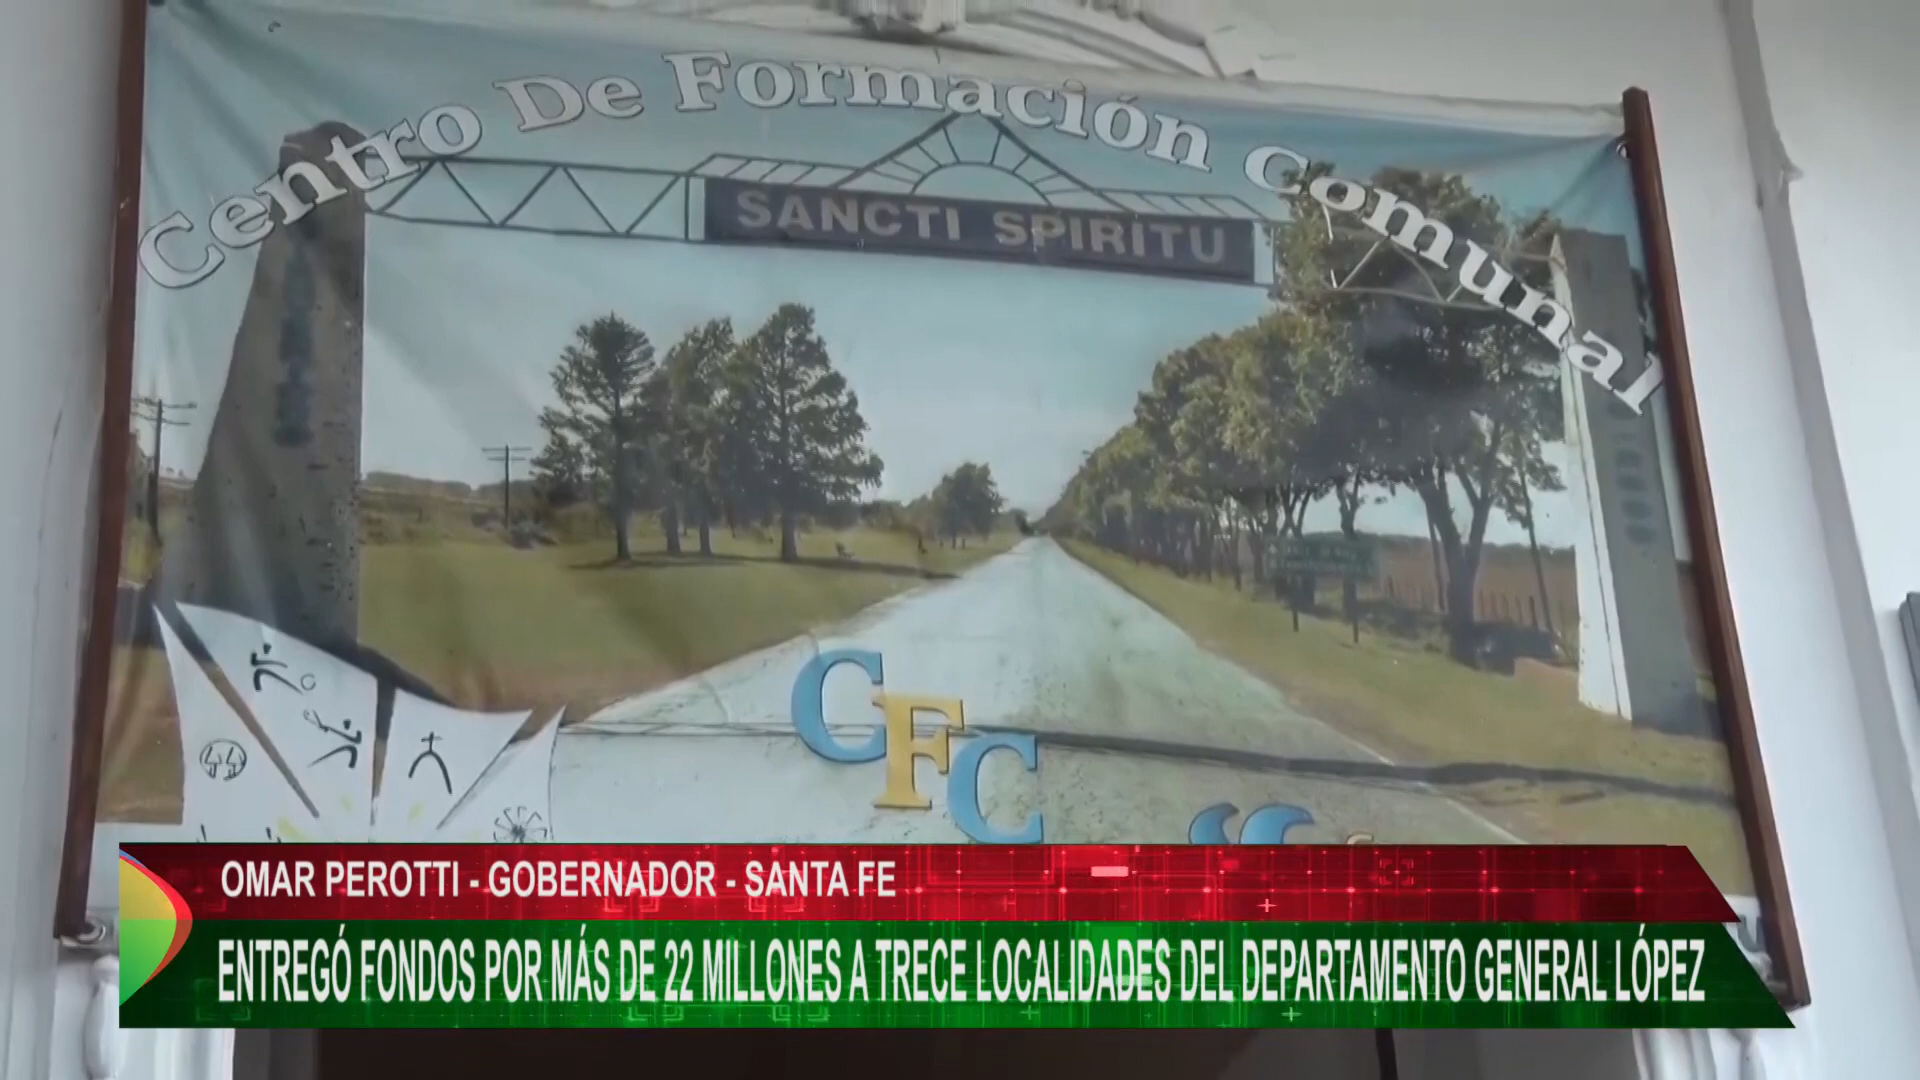 Centro De Formación Comunal
SANCTI SPIRITU
CFC
OMAR PEROTTI - GOBERNADOR - SANTA FE
ENTREGÓ FONDOS POR MÁS DE 22 MILLONES A TRECE LOCALIDADES DEL DEPARTAMENTO GENERAL LÓPEZ